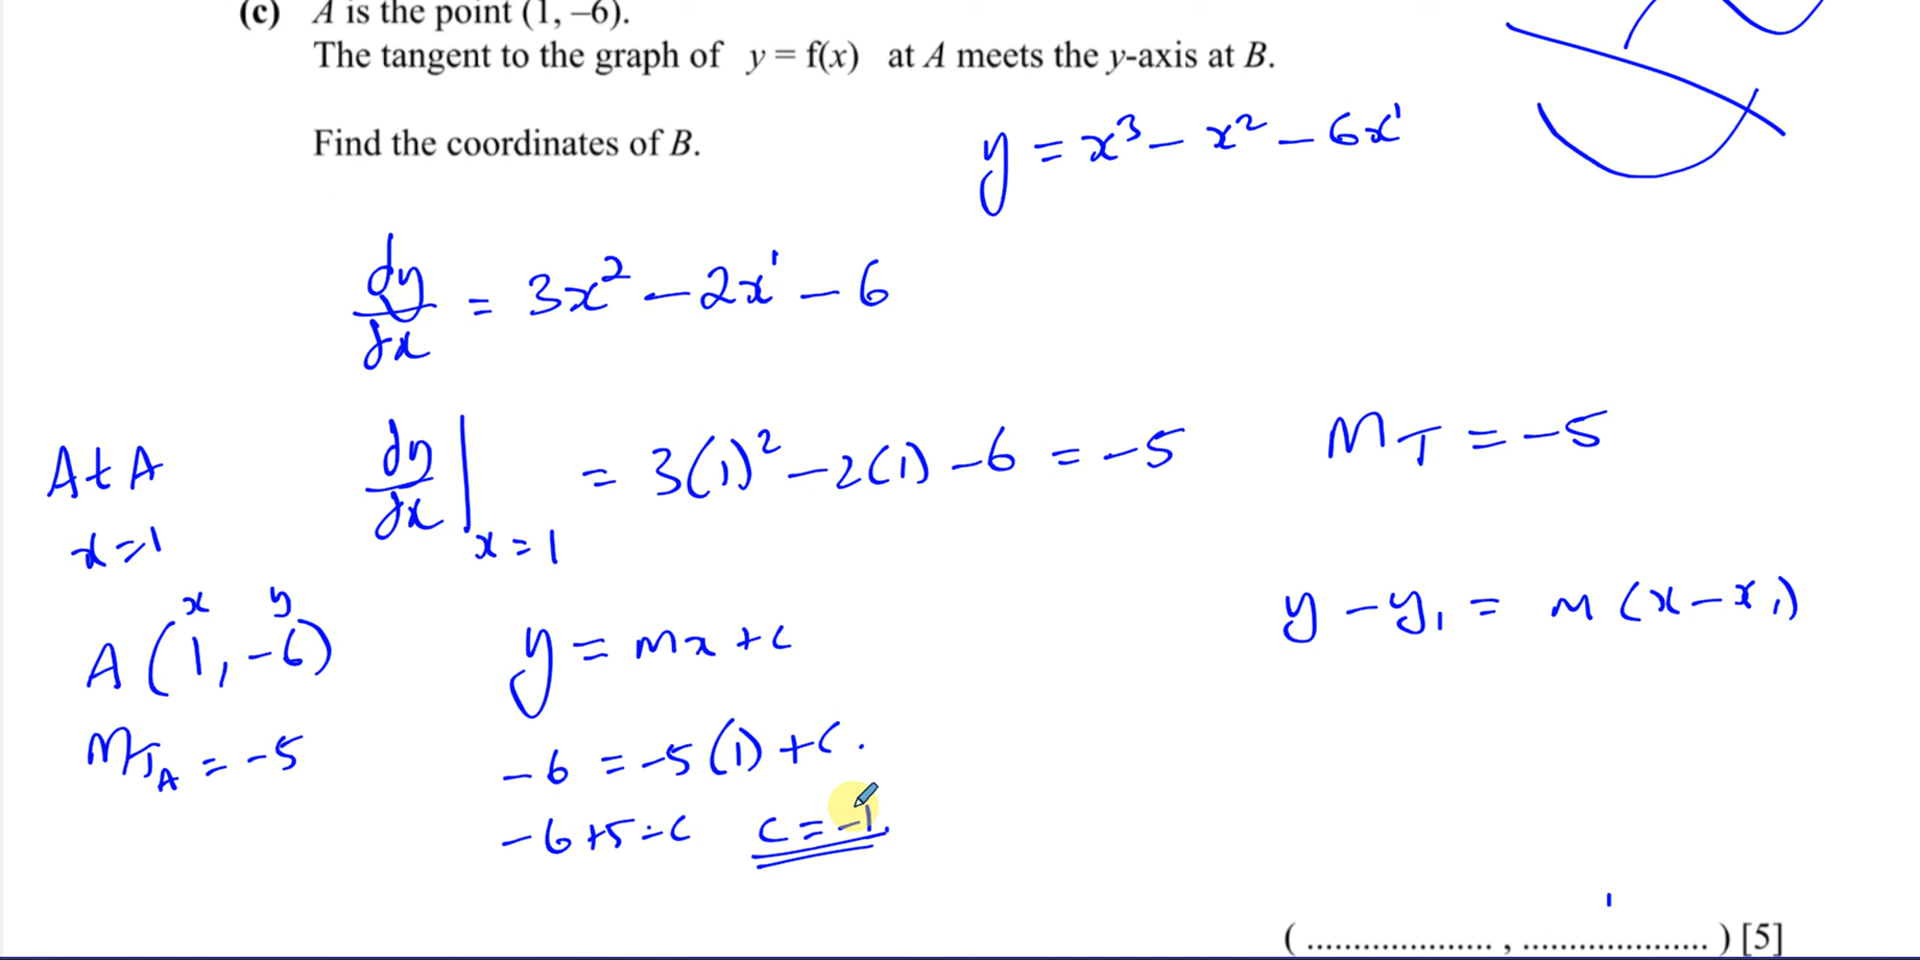 (c) A is the point (1, –6).
The tangent to the graph of y = f(x) at A meets the y-axis at B.
Find the coordinates of B.
y = x³ – x² – 6x¹
dy/dx = 3x² – 2x¹ – 6
At A
x = 1
dy/dx | x = 1 = 3(1)² – 2(1) – 6 = –5
M_T = –5
x y
A (1, –6)
y = mx + c
y – y₁ = m (x – x₁)
M_T_A = –5
–6 = –5(1) + c.
–6 + 5 = c c = –1
( .................... , .................... ) [5]